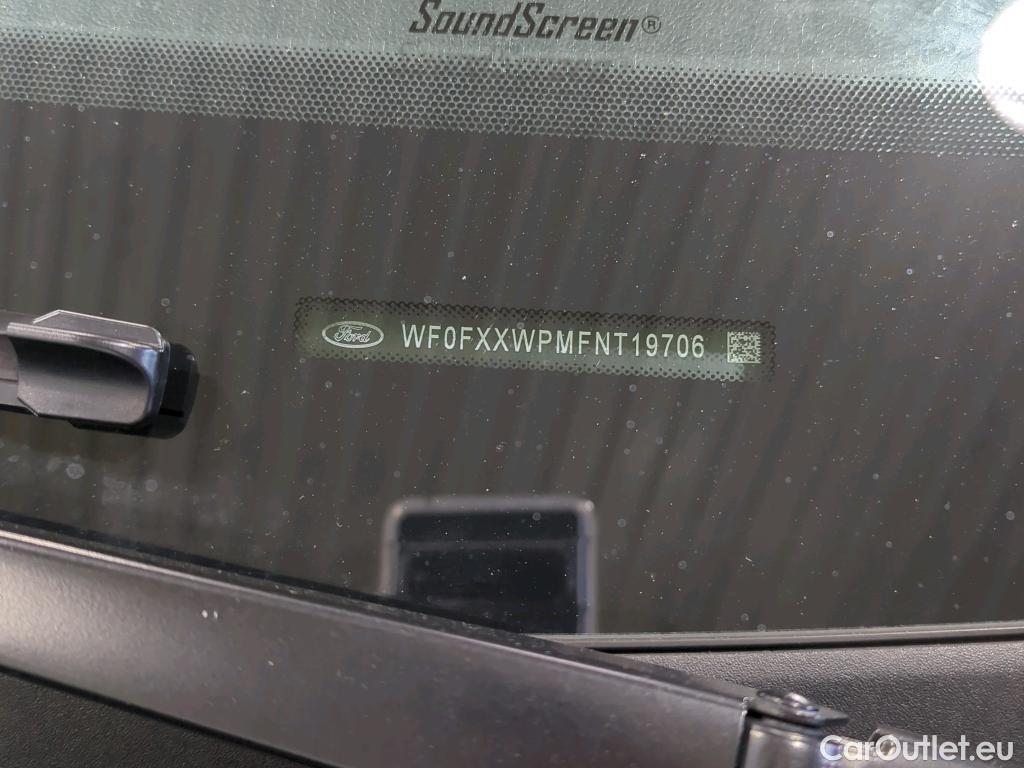 SoundScreen®
Ford WF0FXXWPMFNT19706
CarOutlet.eu